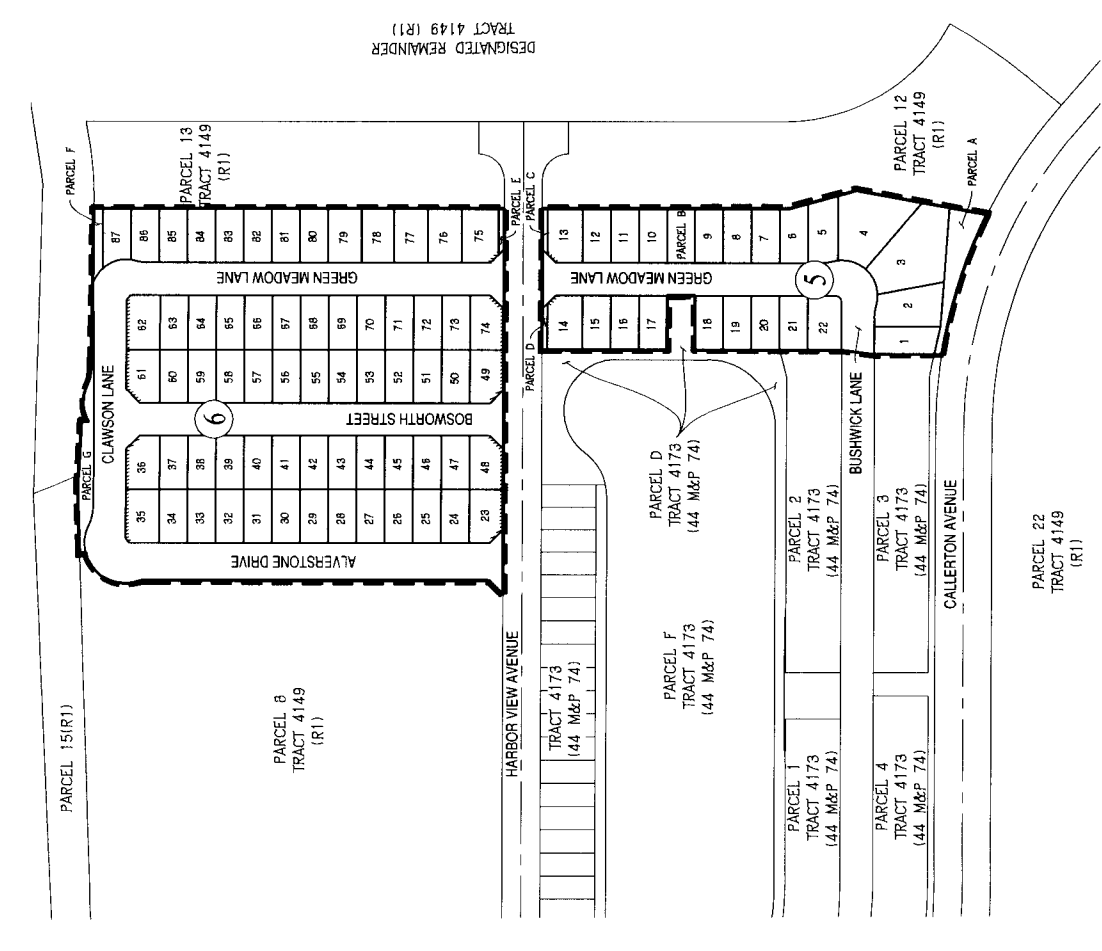 DESIGNATED REMAINDER
TRACT 4149 (R1)
PARCEL F
PARCEL 13
TRACT 4149
(R1)
PARCEL E
PARCEL C
PARCEL 12
TRACT 4149
(R1)
PARCEL A
87
86
85
84
83
82
81
80
79
78
77
76
75
13
12
11
10
PARCEL B
9
8
7
6
5
4
3
2
1
GREEN MEADOW LANE
GREEN MEADOW LANE
5
62
63
64
65
66
67
68
69
70
71
72
73
74
14
15
16
17
18
19
20
21
22
CLAWSON LANE
61
60
59
58
57
56
55
54
53
52
51
50
49
PARCEL D
BOSWORTH STREET
6
PARCEL G
36
37
38
39
40
41
42
43
44
45
46
47
48
35
34
33
32
31
30
29
28
27
26
25
24
23
ALVERSTONE DRIVE
BUSHWICK LANE
PARCEL D
TRACT 4173
(44 M&P 74)
PARCEL 2
TRACT 4173
(44 M&P 74)
PARCEL 3
TRACT 4173
(44 M&P 74)
CALLERTON AVENUE
PARCEL 22
TRACT 4149
(R1)
HARBOR VIEW AVENUE
TRACT 4173
(44 M&P 74)
PARCEL F
TRACT 4173
(44 M&P 74)
PARCEL 15(R1)
PARCEL 8
TRACT 4149
(R1)
PARCEL 1
TRACT 4173
(44 M&P 74)
PARCEL 4
TRACT 4173
(44 M&P 74)